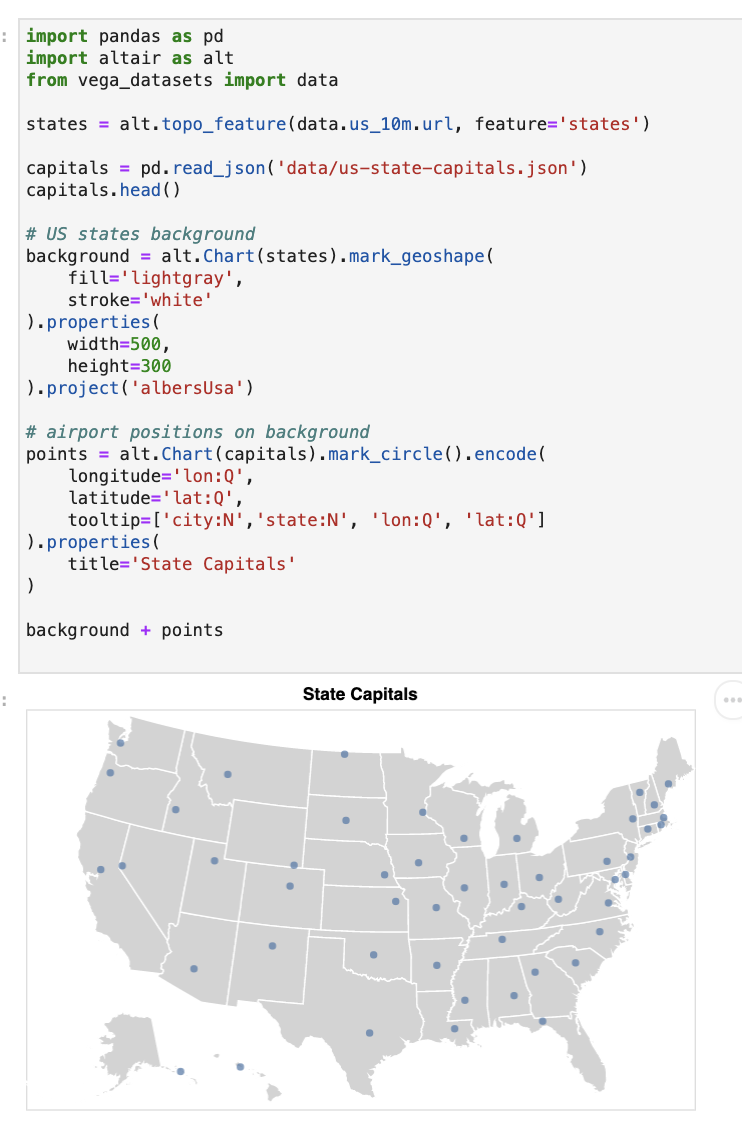 :
import pandas as pd
import altair as alt
from vega_datasets import data
states = alt.topo_feature(data.us_10m.url, feature='states')
capitals = pd.read_json('data/us-state-capitals.json')
capitals.head()
# US states background
background = alt.Chart(states).mark_geoshape(
    fill='lightgray',
    stroke='white'
).properties(
    width=500,
    height=300
).project('albersUsa')
# airport positions on background
points = alt.Chart(capitals).mark_circle().encode(
    longitude='lon:Q',
    latitude='lat:Q',
    tooltip=['city:N','state:N', 'lon:Q', 'lat:Q']
).properties(
    title='State Capitals'
)
background + points
:
State Capitals